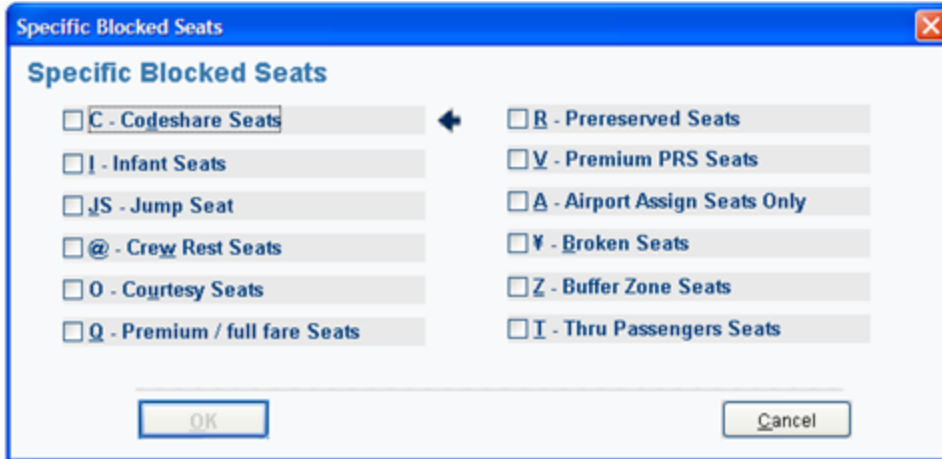 Specific Blocked Seats
Specific Blocked Seats
C - Codeshare Seats
I - Infant Seats
JS - Jump Seat
@ - Crew Rest Seats
O - Courtesy Seats
Q - Premium / full fare Seats
R - Prereserved Seats
V - Premium PRS Seats
A - Airport Assign Seats Only
¥ - Broken Seats
Z - Buffer Zone Seats
T - Thru Passengers Seats
OK
Cancel